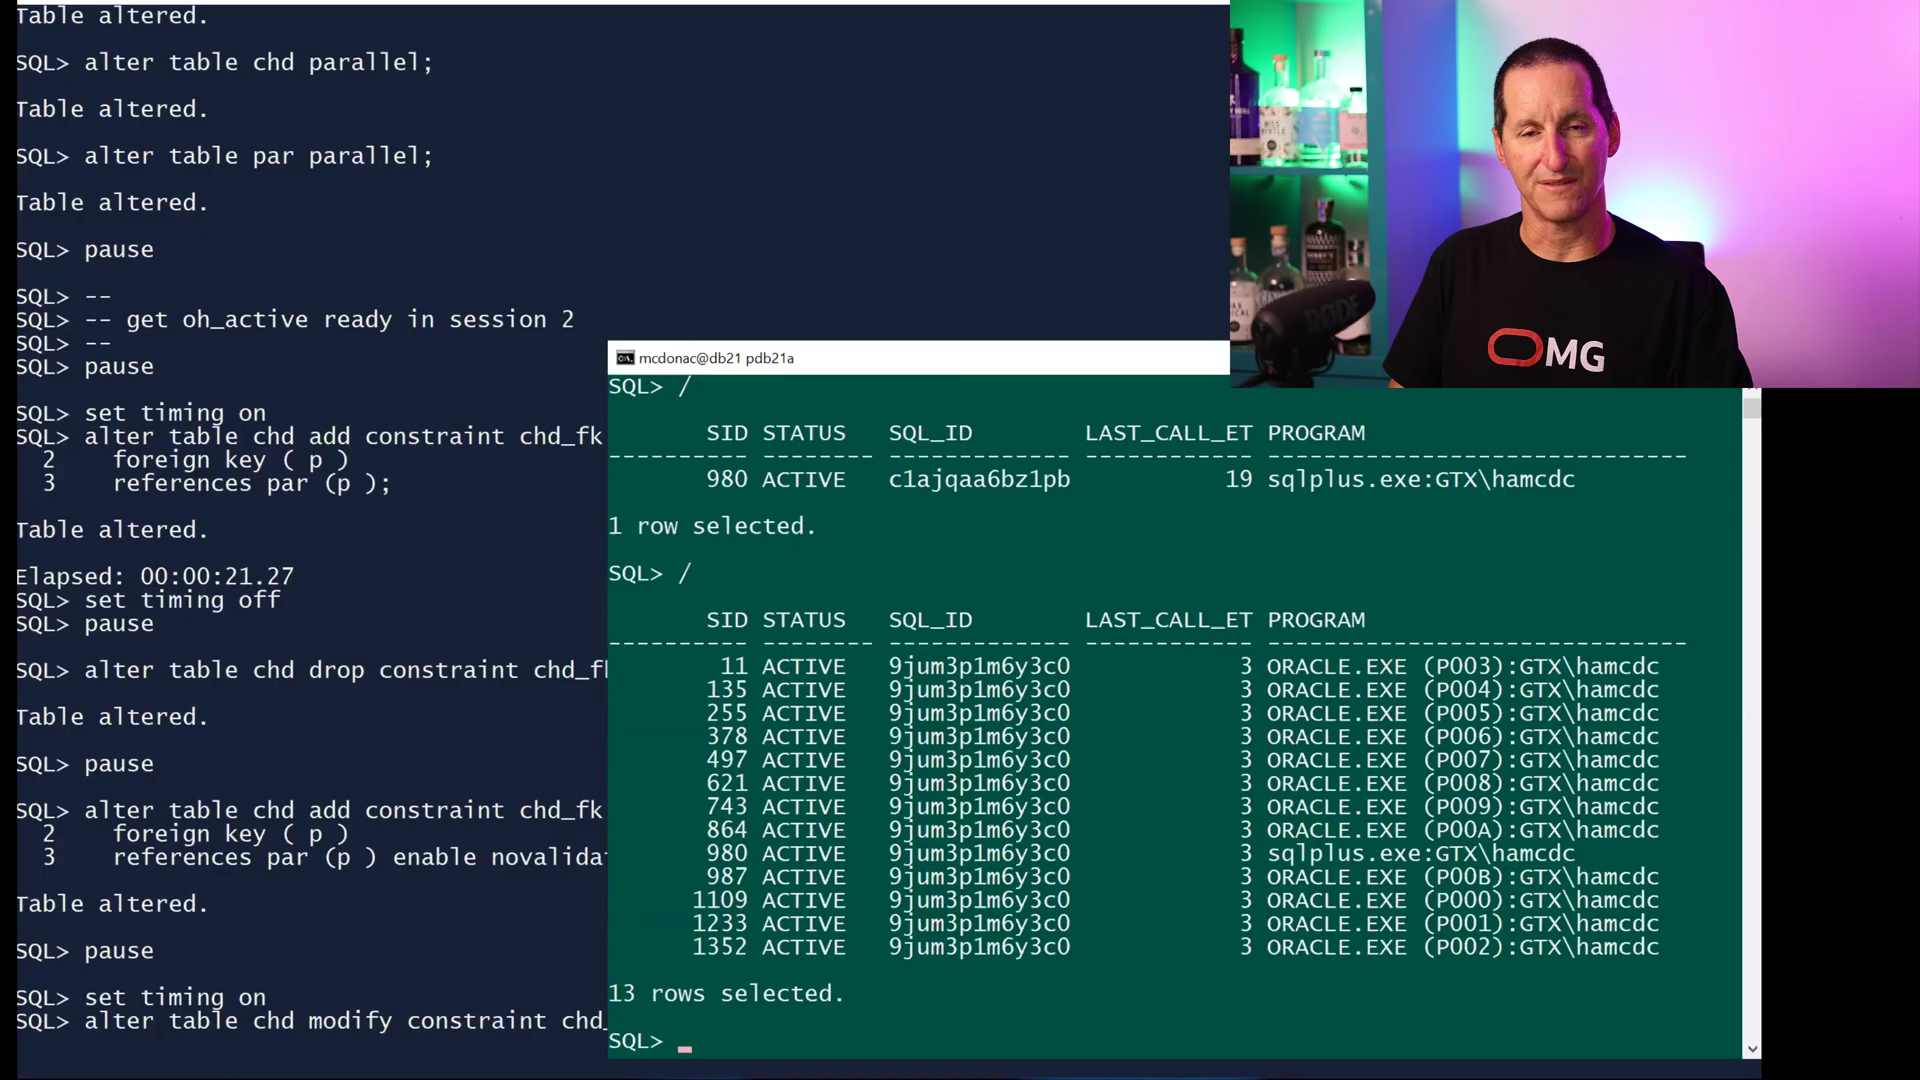 Table altered.
SQL> alter table chd parallel;
Table altered.
SQL> alter table par parallel;
Table altered.
SQL> pause
SQL> --
SQL> -- get oh_active ready in session 2
SQL> --
SQL> pause
SQL> set timing on
SQL> alter table chd add constraint chd_fk
2 foreign key ( p )
3 references par (p );
Table altered.
Elapsed: 00:00:21.27
SQL> set timing off
SQL> pause
SQL> alter table chd drop constraint chd_fk
Table altered.
SQL> pause
SQL> alter table chd add constraint chd_fk
2 foreign key ( p )
3 references par (p ) enable novalida
Table altered.
SQL> pause
SQL> set timing on
SQL> alter table chd modify constraint chd_
mcdonac@db21 pdb21a
SQL> /
SID STATUS SQL_ID LAST_CALL_ET PROGRAM
---------- -------- ------------- ------------ ------------------------------
980 ACTIVE c1ajqaa6bz1pb 19 sqlplus.exe:GTX\hamcdc
1 row selected.
SQL> /
SID STATUS SQL_ID LAST_CALL_ET PROGRAM
---------- -------- ------------- ------------ ------------------------------
11 ACTIVE 9jum3p1m6y3c0 3 ORACLE.EXE (P003):GTX\hamcdc
135 ACTIVE 9jum3p1m6y3c0 3 ORACLE.EXE (P004):GTX\hamcdc
255 ACTIVE 9jum3p1m6y3c0 3 ORACLE.EXE (P005):GTX\hamcdc
378 ACTIVE 9jum3p1m6y3c0 3 ORACLE.EXE (P006):GTX\hamcdc
497 ACTIVE 9jum3p1m6y3c0 3 ORACLE.EXE (P007):GTX\hamcdc
621 ACTIVE 9jum3p1m6y3c0 3 ORACLE.EXE (P008):GTX\hamcdc
743 ACTIVE 9jum3p1m6y3c0 3 ORACLE.EXE (P009):GTX\hamcdc
864 ACTIVE 9jum3p1m6y3c0 3 ORACLE.EXE (P00A):GTX\hamcdc
980 ACTIVE 9jum3p1m6y3c0 3 sqlplus.exe:GTX\hamcdc
987 ACTIVE 9jum3p1m6y3c0 3 ORACLE.EXE (P00B):GTX\hamcdc
1109 ACTIVE 9jum3p1m6y3c0 3 ORACLE.EXE (P000):GTX\hamcdc
1233 ACTIVE 9jum3p1m6y3c0 3 ORACLE.EXE (P001):GTX\hamcdc
1352 ACTIVE 9jum3p1m6y3c0 3 ORACLE.EXE (P002):GTX\hamcdc
13 rows selected.
SQL>
RODE
OMG